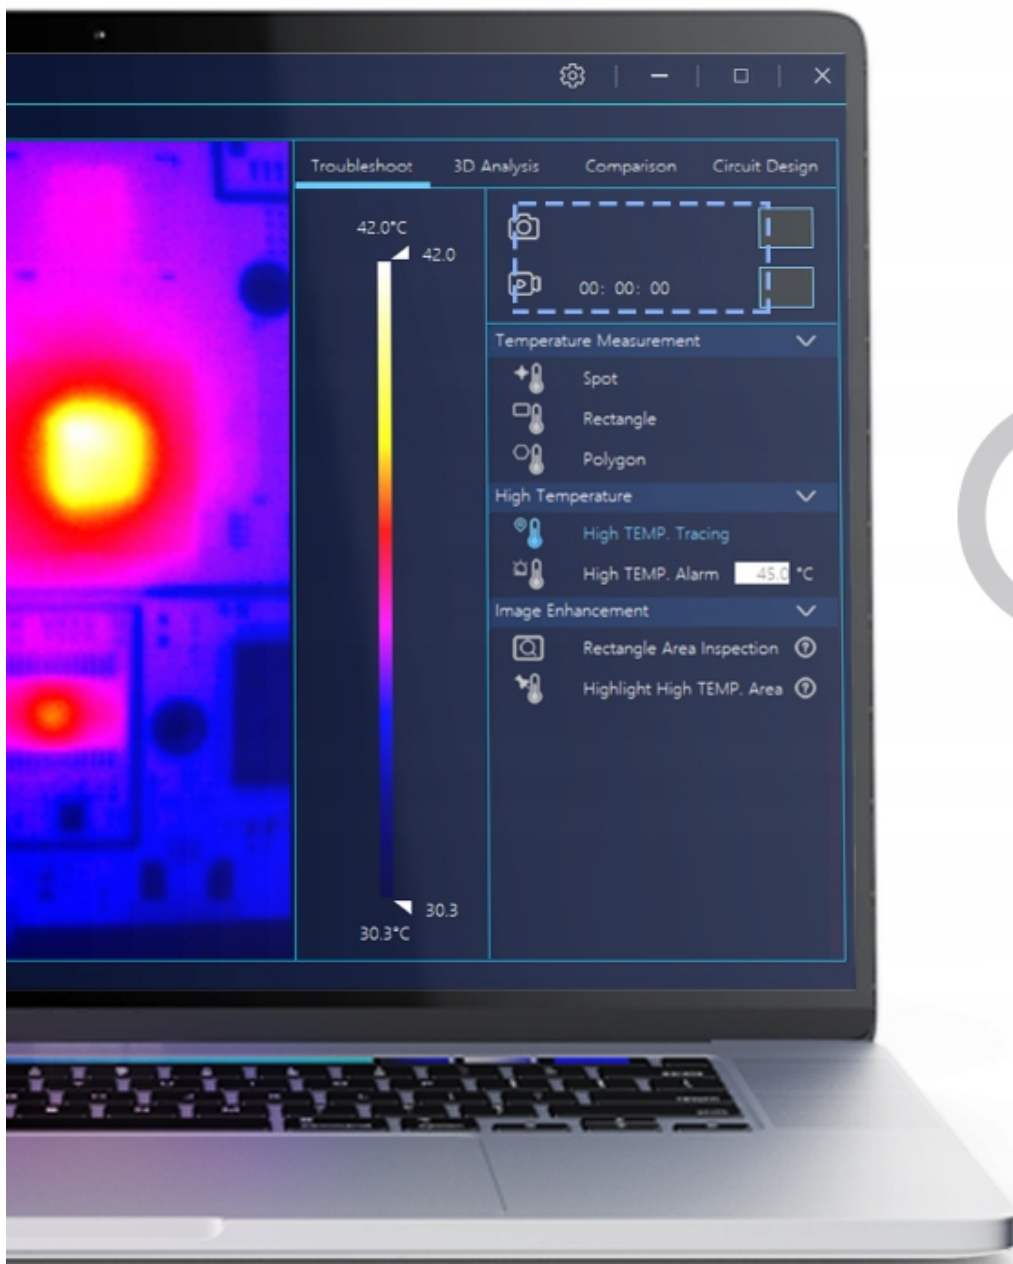 Troubleshoot 3D Analysis Comparison Circuit Design
42.0°C
42.0
00: 00: 00
Temperature Measurement
Spot
Rectangle
Polygon
High Temperature
High TEMP. Tracing
High TEMP. Alarm 45.0 °C
Image Enhancement
Rectangle Area Inspection
Highlight High TEMP. Area
30.3
30.3°C